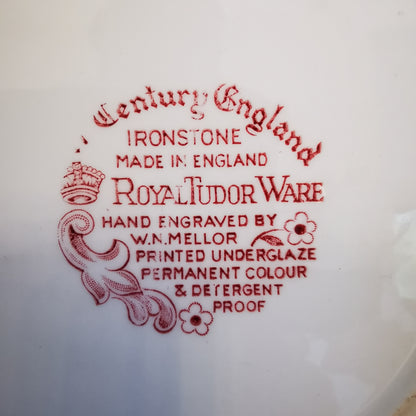 Century England
IRONSTONE
MADE IN ENGLAND
ROYAL TUDOR WARE
HAND ENGRAVED BY
W.N.MELLOR
PRINTED UNDERGLAZE
PERMANENT COLOUR
& DETERGENT
PROOF